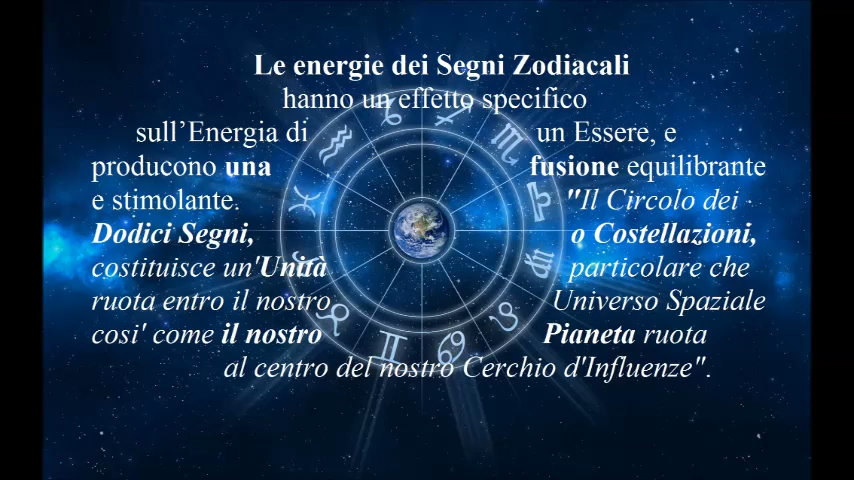 Le energie dei Segni Zodiacali
hanno un effetto specifico
sull’Energia di un Essere, e
producono una fusione equilibrante
e stimolante. "Il Circolo dei
Dodici Segni, o Costellazioni,
costituisce un'Unità particolare che
ruota entro il nostro Universo Spaziale
cosi' come il nostro Pianeta ruota
al centro del nostro Cerchio d'Influenze".